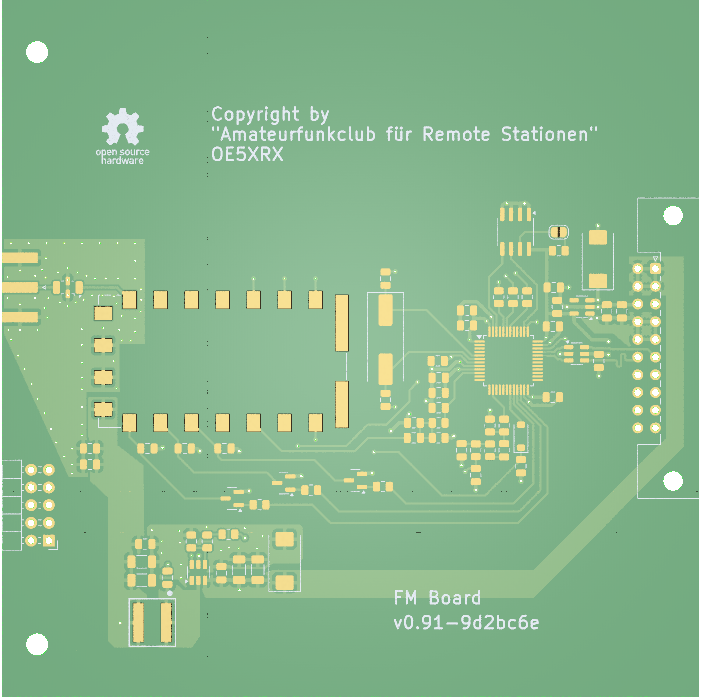 Copyright by
"Amateurfunkclub für Remote Stationen"
OE5XRX
open source
hardware
FM Board
v0.91-9d2bc6e